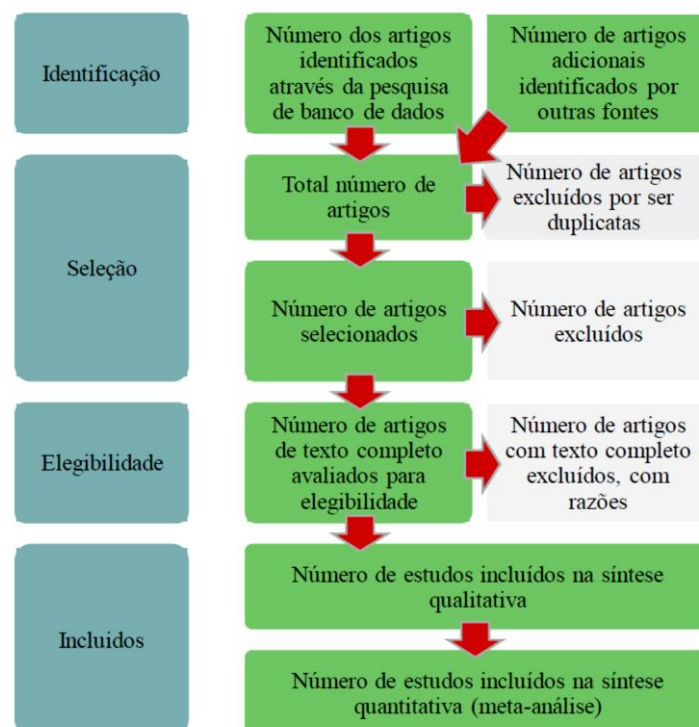 Identificação
Número dos artigos
identificados
através da pesquisa
de banco de dados
Número de artigos
adicionais
identificados por
outras fontes
Seleção
Total número de
artigos
Número de artigos
excluídos por ser
duplicatas
Número de artigos
selecionados
Número de artigos
excluídos
Elegibilidade
Número de artigos
de texto completo
avaliados para
elegibilidade
Número de artigos
com texto completo
excluídos, com
razões
Incluidos
Número de estudos incluídos na síntese
qualitativa
Número de estudos incluídos na síntese
quantitativa (meta-análise)